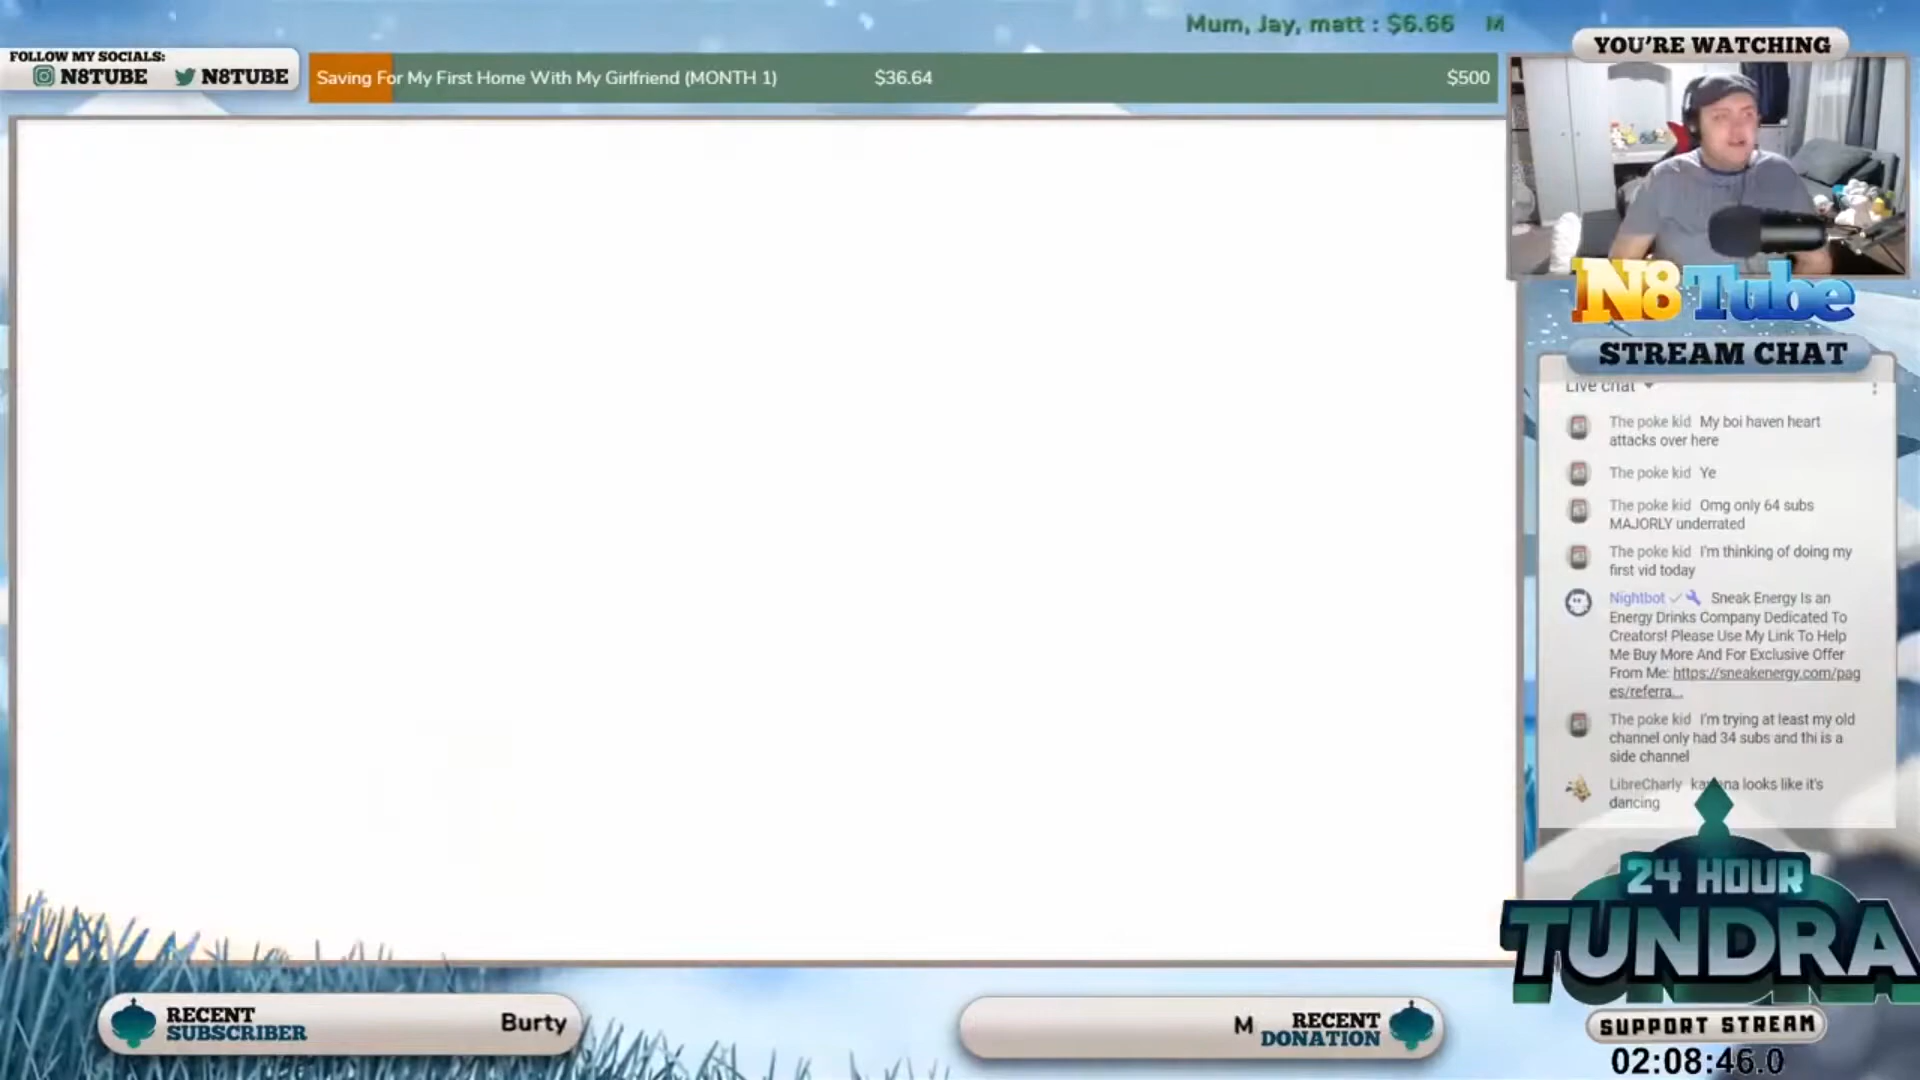 Mum, Jay, matt : $6.66 M
FOLLOW MY SOCIALS:
N8TUBE N8TUBE
Saving For My First Home With My Girlfriend (MONTH 1) $36.64 $500
YOU'RE WATCHING
N8Tube
STREAM CHAT
Live chat
The poke kid My boi haven heart
attacks over here
The poke kid Ye
The poke kid Omg only 64 subs
MAJORLY underrated
The poke kid I'm thinking of doing my
first vid today
Nightbot Sneak Energy Is an
Energy Drinks Company Dedicated To
Creators! Please Use My Link To Help
Me Buy More And For Exclusive Offer
From Me: https://sneakenergy.com/pag
es/referra...
The poke kid I'm trying at least my old
channel only had 34 subs and thi is a
side channel
LibreCharly looks like it's
dancing
24 HOUR
TUNDRA
SUPPORT STREAM
02:08:46.0
RECENT
SUBSCRIBER
Burty
M
RECENT
DONATION